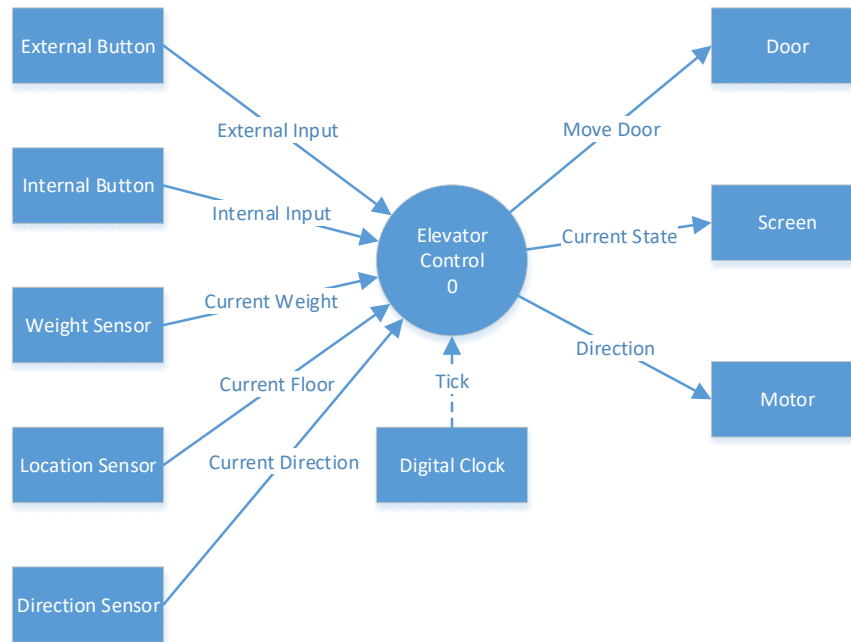 External Button
Door
External Input
Move Door
Internal Button
Internal Input
Elevator
Control
0
Current State
Screen
Weight Sensor
Current Weight
Direction
Current Floor
Tick
Motor
Location Sensor
Current Direction
Digital Clock
Direction Sensor